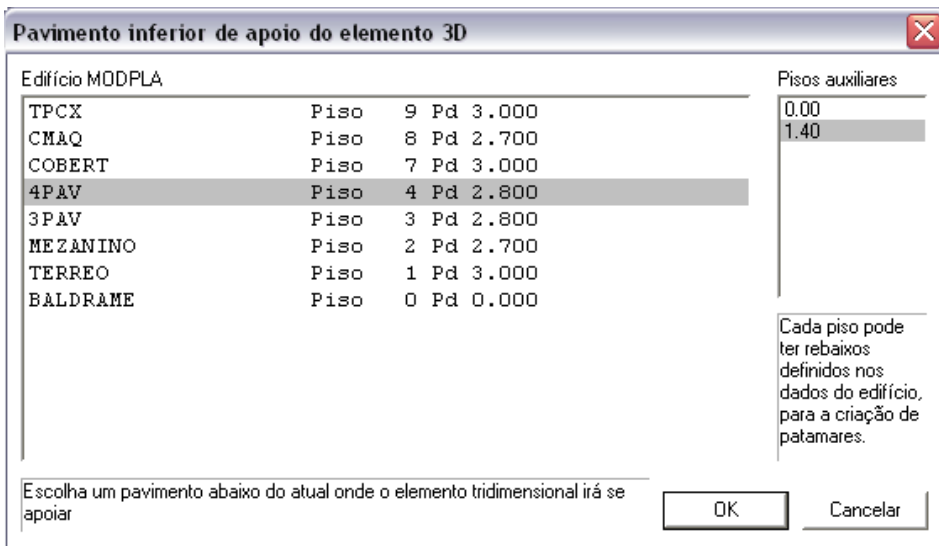 Pavimento inferior de apoio do elemento 3D
Edifício MODPLA
Pisos auxiliares
TPCX Piso 9 Pd 3.000
CMAQ Piso 8 Pd 2.700
COBERT Piso 7 Pd 3.000
4PAV Piso 4 Pd 2.800
3PAV Piso 3 Pd 2.800
MEZANINO Piso 2 Pd 2.700
TERREO Piso 1 Pd 3.000
BALDRAME Piso 0 Pd 0.000
0.00
1.40
Cada piso pode
ter rebaixos
definidos nos
dados do edifício,
para a criação de
patamares.
Escolha um pavimento abaixo do atual onde o elemento tridimensional irá se
apoiar
OK
Cancelar